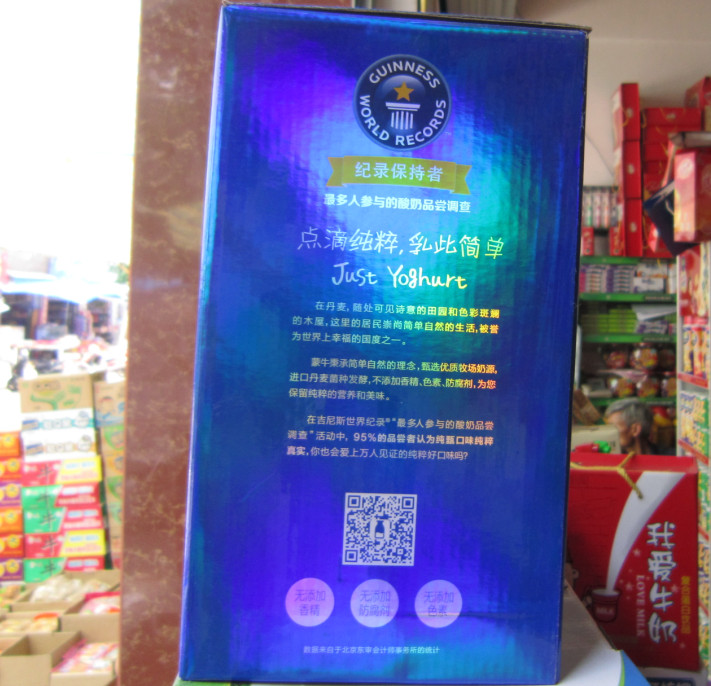 GUINNESS
WORLD RECORDS
纪录保持者
最多人参与的酸奶品尝调查
点滴纯粹,乳此简单
Just Yoghurt
在丹麦,随处可见诗意的田园和色彩斑斓
的木屋,这里的居民崇尚简单自然的生活,被誉
为世界上幸福的国度之一。
蒙牛秉承简单自然的理念,甄选优质牧场奶源,
进口丹麦菌种发酵,不添加香精、色素、防腐剂,为您
保留纯粹的营养和美味。
在吉尼斯世界纪录®"最多人参与的酸奶品尝
调查"活动中,95%的品尝者认为纯甄口味纯粹
真实,你也会爱上万人见证的纯粹好口味吗?
无添加
香精
无添加
防腐剂
无添加
色素
数据来自于北京东审会计师事务所的统计
我爱牛奶
I LOVE MILK